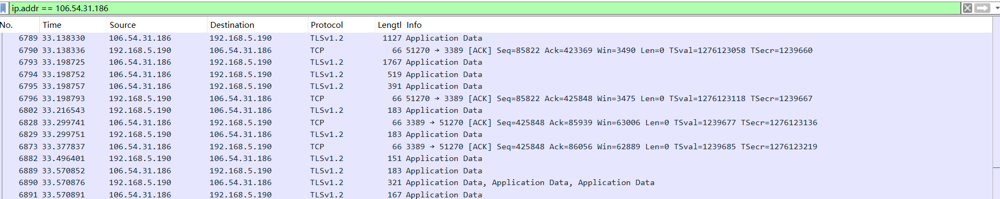 ip.addr == 106.54.31.186
No. Time Source Destination Protocol Lengtl Info
6789 33.138330 106.54.31.186 192.168.5.190 TLSv1.2 1127 Application Data
6790 33.138336 192.168.5.190 106.54.31.186 TCP 66 51270 → 3389 [ACK] Seq=85822 Ack=423369 Win=3490 Len=0 TSval=1276123058 TSecr=1239660
6793 33.198725 106.54.31.186 192.168.5.190 TLSv1.2 1767 Application Data
6794 33.198752 106.54.31.186 192.168.5.190 TLSv1.2 519 Application Data
6795 33.198757 106.54.31.186 192.168.5.190 TLSv1.2 391 Application Data
6796 33.198793 192.168.5.190 106.54.31.186 TCP 66 51270 → 3389 [ACK] Seq=85822 Ack=425848 Win=3475 Len=0 TSval=1276123118 TSecr=1239667
6802 33.216543 192.168.5.190 106.54.31.186 TLSv1.2 183 Application Data
6828 33.299741 106.54.31.186 192.168.5.190 TCP 66 3389 → 51270 [ACK] Seq=425848 Ack=85939 Win=63006 Len=0 TSval=1239677 TSecr=1276123136
6829 33.299751 192.168.5.190 106.54.31.186 TLSv1.2 183 Application Data
6873 33.377837 106.54.31.186 192.168.5.190 TCP 66 3389 → 51270 [ACK] Seq=425848 Ack=86056 Win=62889 Len=0 TSval=1239685 TSecr=1276123219
6882 33.496401 192.168.5.190 106.54.31.186 TLSv1.2 151 Application Data
6889 33.570852 106.54.31.186 192.168.5.190 TLSv1.2 183 Application Data
6890 33.570876 192.168.5.190 106.54.31.186 TLSv1.2 321 Application Data, Application Data, Application Data
6891 33.570891 106.54.31.186 192.168.5.190 TLSv1.2 167 Application Data